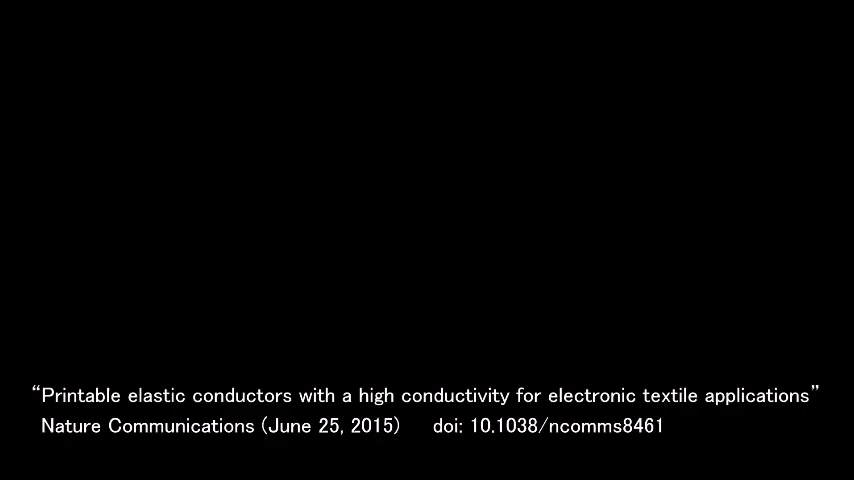 “Printable elastic conductors with a high conductivity for electronic textile applications”
Nature Communications (June 25, 2015) doi: 10.1038/ncomms8461